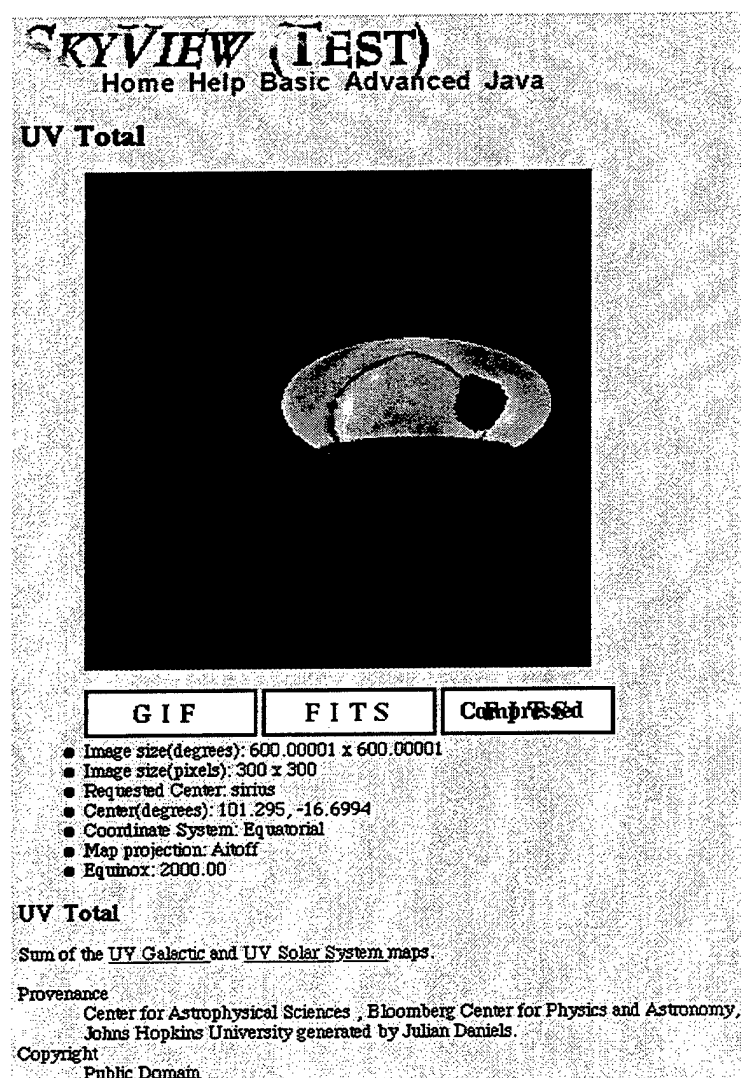 SKYVIEW (TEST)
Home Help Basic Advanced Java
UV Total
GIF FITS Compressed FITS
Image size(degrees): 600.00001 x 600.00001
Image size(pixels): 300 x 300
Requested Center: sirius
Center(degrees): 101.295, -16.6994
Coordinate System: Equatorial
Map projection: Aitoff
Equinox: 2000.00
UV Total
Sum of the UV Galactic and UV Solar System maps.
Provenance
Center for Astrophysical Sciences , Bloomberg Center for Physics and Astronomy,
Johns Hopkins University generated by Julian Daniels.
Copyright
Public Domain